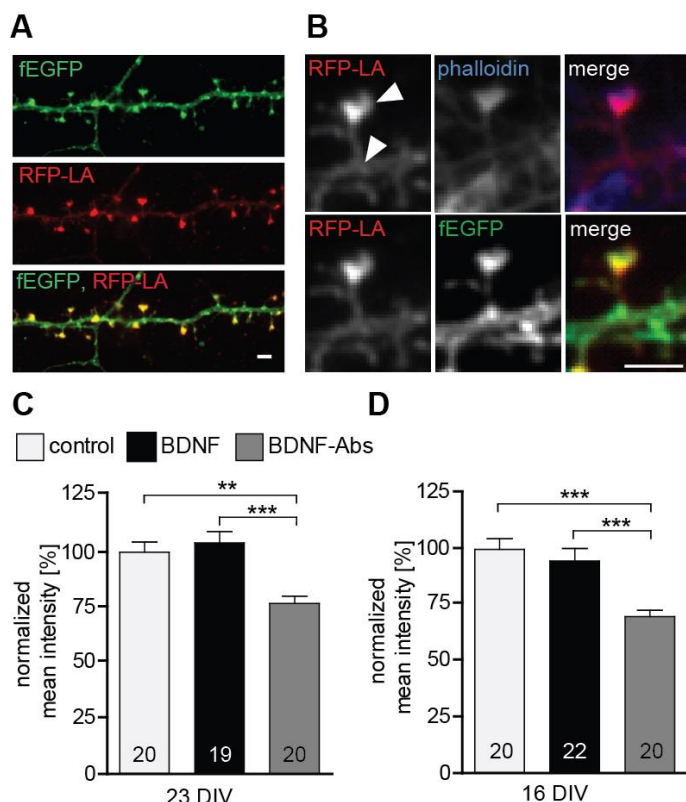 A
fEGFP
RFP-LA
fEGFP, RFP-LA
B
RFP-LA
phalloidin
merge
RFP-LA
fEGFP
merge
C
D
control
BDNF
BDNF-Abs
normalized
mean intensity [%]
125
100
75
50
25
0
**
***
20
19
20
23 DIV
normalized
mean intensity [%]
125
100
75
50
25
0
***
***
20
22
20
16 DIV